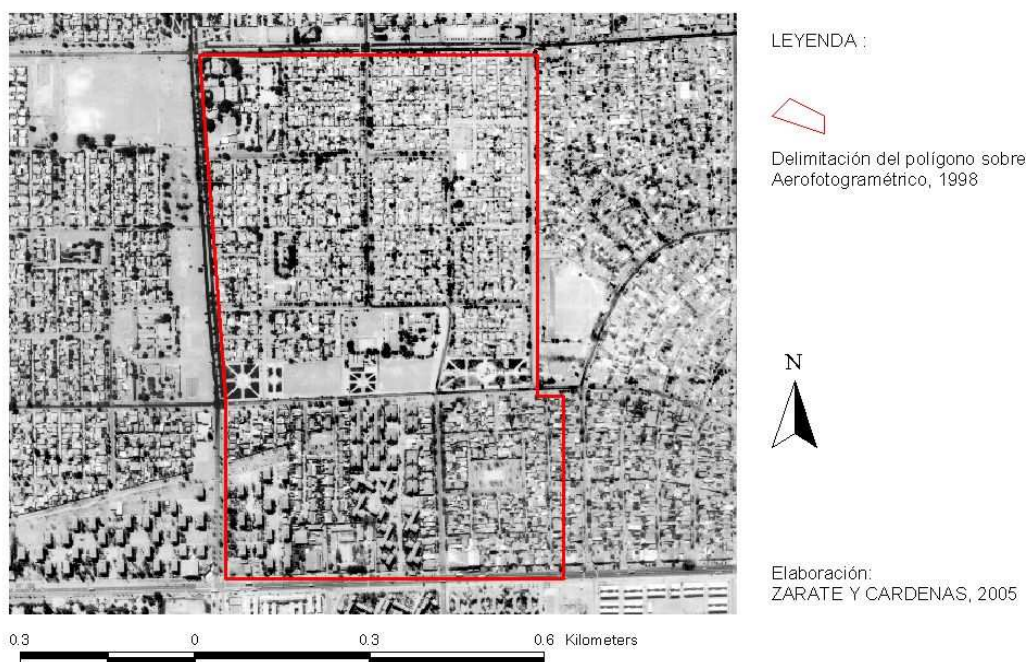 LEYENDA :
Delimitación del polígono sobre
Aerofotogramétrico, 1998
N
Elaboración:
ZARATE Y CARDENAS, 2005
0.3 0 0.3 0.6 Kilometers